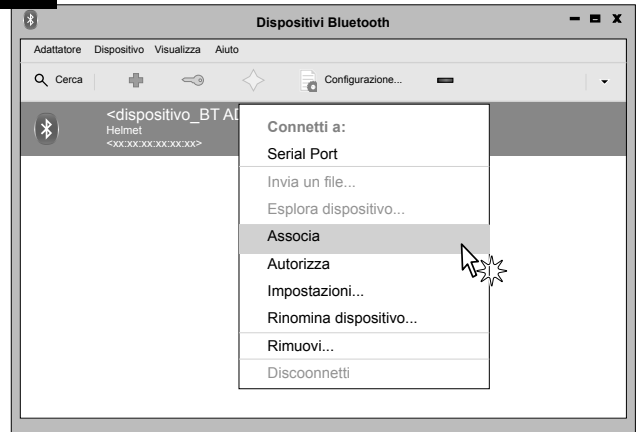 Dispositivi Bluetooth
Adattatore Dispositivo Visualizza Aiuto
Cerca Configurazione...
<dispositivo_BT AD
Helmet
<xx:xx:xx:xx:xx:xx>
Connetti a:
Serial Port
Invia un file...
Esplora dispositivo...
Associa
Autorizza
Impostazioni...
Rinomina dispositivo...
Rimuovi...
Discoonnetti